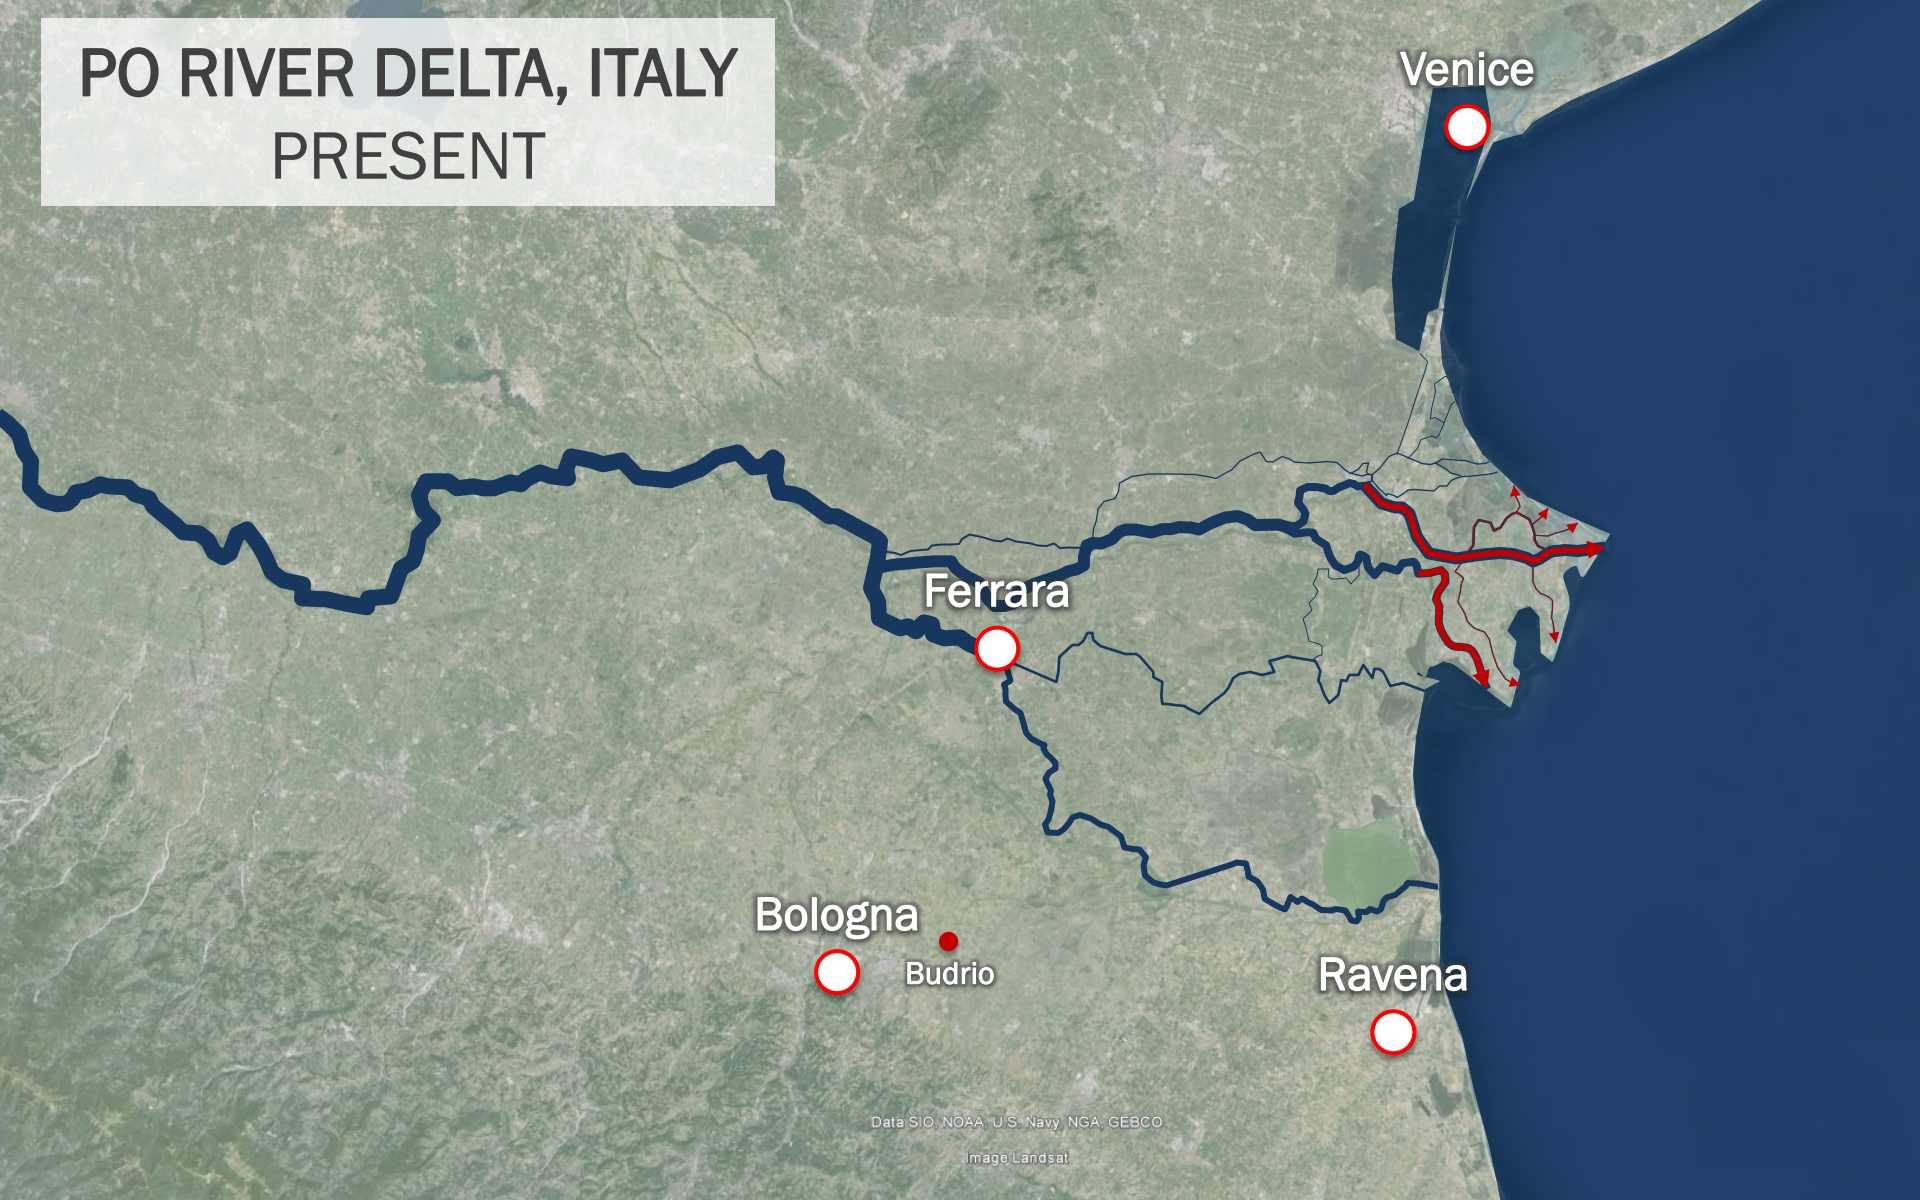 PO RIVER DELTA, ITALY
PRESENT
Venice
Ferrara
Bologna
Budrio
Ravena
Data SIO, NOAA, U.S. Navy, NGA, GEBCO
Image Landsat